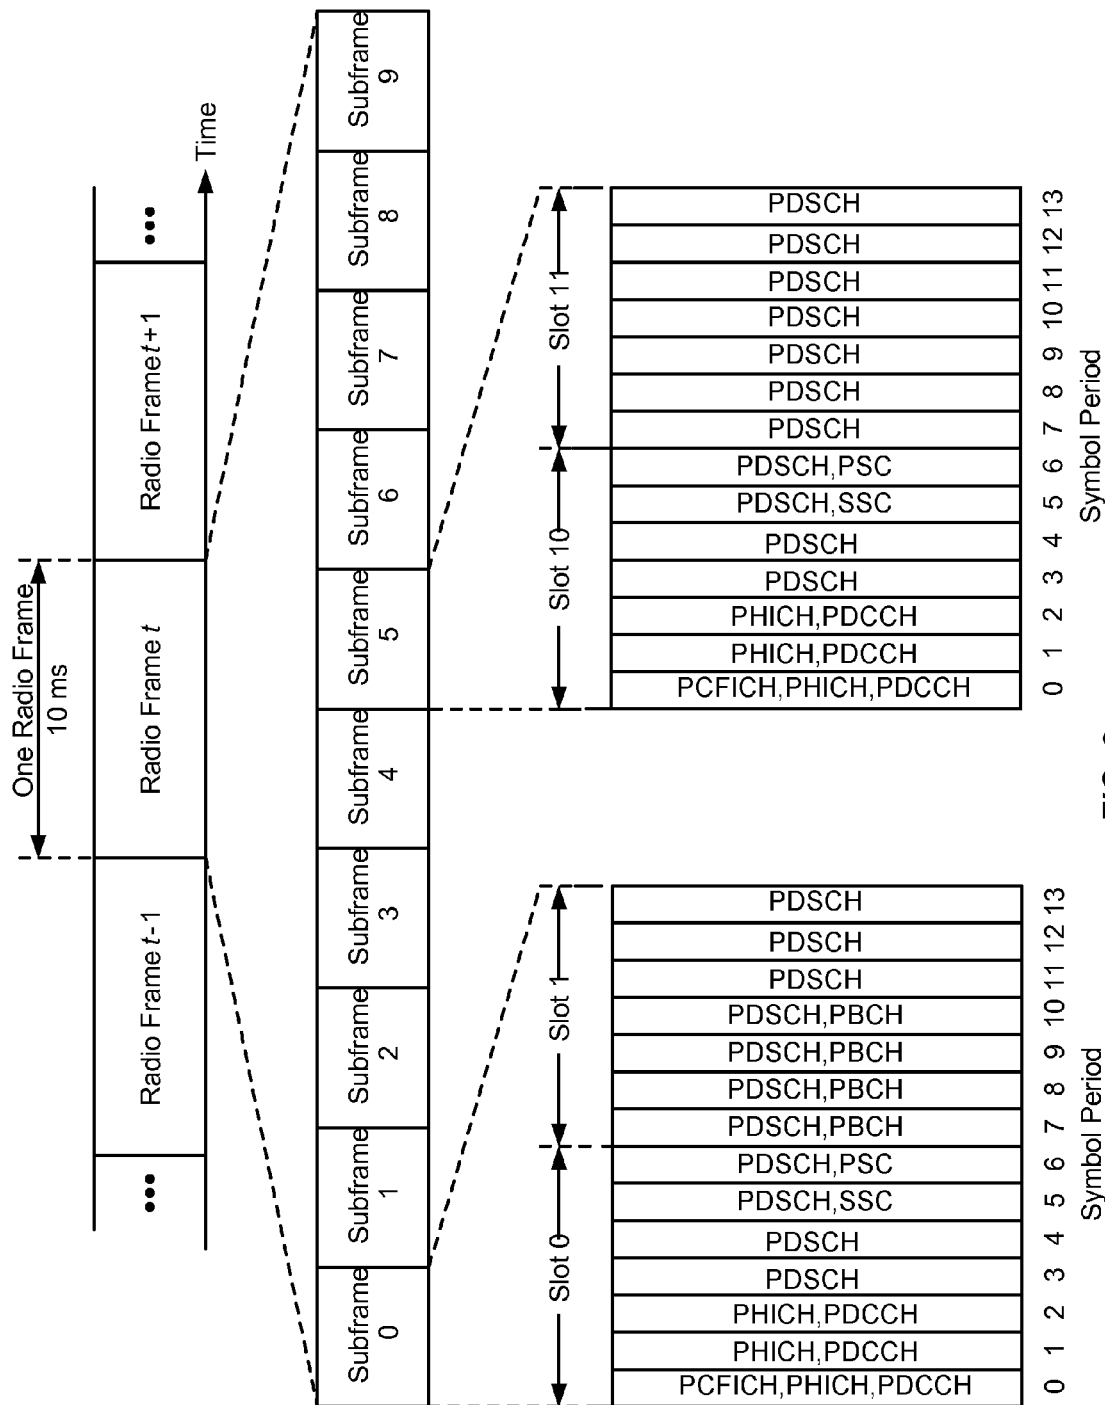 One Radio Frame
10 ms
Radio Frame t-1
Radio Frame t
Radio Frame t+1
...
...
Time
Subframe 0
Subframe 1
Subframe 2
Subframe 3
Subframe 4
Subframe 5
Subframe 6
Subframe 7
Subframe 8
Subframe 9
Slot 0
Slot 1
PCFICH,PHICH,PDCCH
PHICH,PDCCH
PHICH,PDCCH
PDSCH
PDSCH
PDSCH,SSC
PDSCH,PSC
PDSCH,PBCH
PDSCH,PBCH
PDSCH,PBCH
PDSCH,PBCH
PDSCH
PDSCH
PDSCH
0 1 2 3 4 5 6 7 8 9 10 11 12 13
Symbol Period
Slot 10
Slot 11
PCFICH,PHICH,PDCCH
PHICH,PDCCH
PHICH,PDCCH
PDSCH
PDSCH
PDSCH,SSC
PDSCH,PSC
PDSCH
PDSCH
PDSCH
PDSCH
PDSCH
PDSCH
PDSCH
0 1 2 3 4 5 6 7 8 9 10 11 12 13
Symbol Period